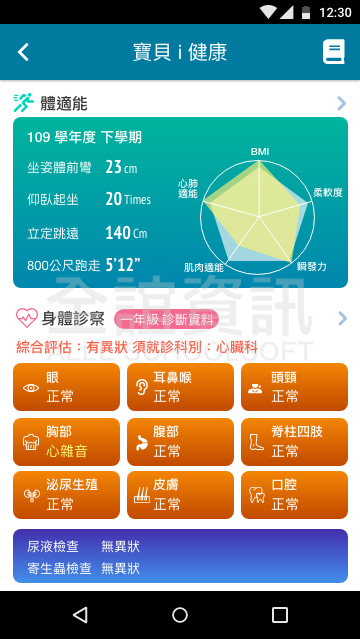 12:30
寶貝 i 健康
體適能
109 學年度 下學期
坐姿體前彎 23 cm
仰臥起坐 20 Times
立定跳遠 140 Cm
800公尺跑走 5’12”
BMI
心肺適能
柔軟度
肌肉適能
瞬發力
全誼資訊
ALLE SOFT
身體診察 一年級 診斷資料
綜合評估：有異狀 須就診科別：心臟科
眼 正常
耳鼻喉 正常
頭頸 正常
胸部 心雜音
腹部 正常
脊柱四肢 正常
泌尿生殖 正常
皮膚 正常
口腔 正常
尿液檢查 無異狀
寄生蟲檢查 無異狀